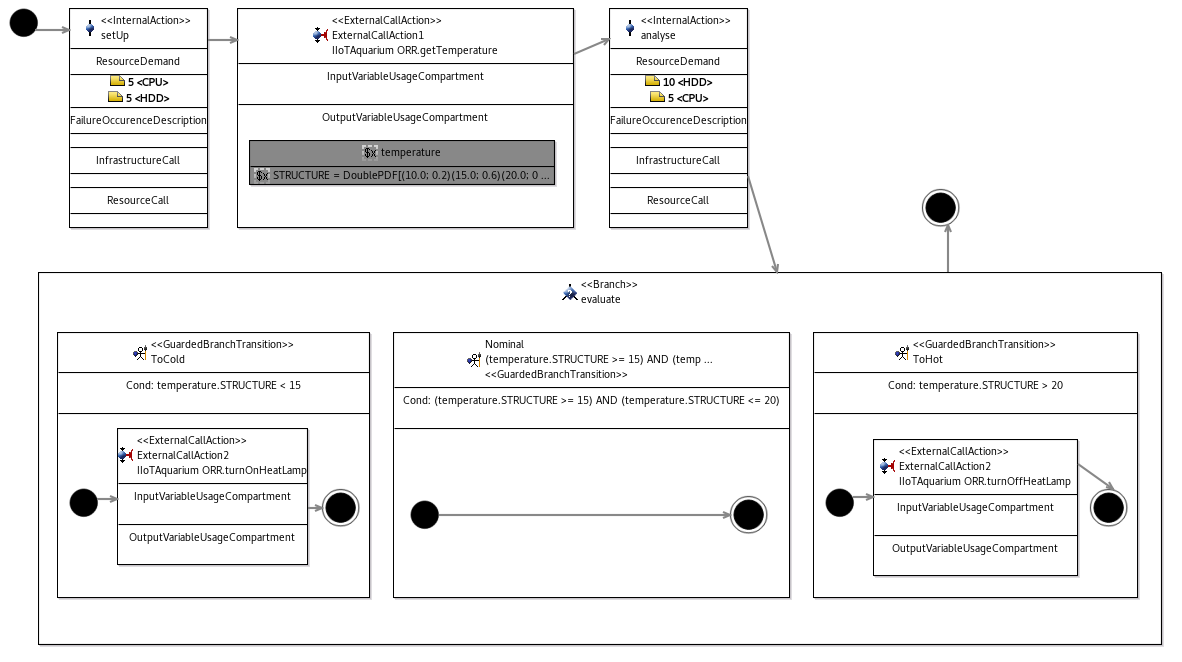 <<InternalAction>>
setUp
ResourceDemand
5 <CPU>
5 <HDD>
FailureOccurenceDescription
InfrastructureCall
ResourceCall
<<ExternalCallAction>>
ExternalCallAction1
IIoTAquarium ORR.getTemperature
InputVariableUsageCompartment
OutputVariableUsageCompartment
$x temperature
$x STRUCTURE = DoublePDF[(10.0; 0.2)(15.0; 0.6)(20.0; 0 ...
<<InternalAction>>
analyse
ResourceDemand
10 <HDD>
5 <CPU>
FailureOccurenceDescription
InfrastructureCall
ResourceCall
<<Branch>>
evaluate
<<GuardedBranchTransition>>
ToCold
Cond: temperature.STRUCTURE < 15
<<ExternalCallAction>>
ExternalCallAction2
IIoTAquarium ORR.turnOnHeatLamp
InputVariableUsageCompartment
OutputVariableUsageCompartment
Nominal
(temperature.STRUCTURE >= 15) AND (temp ...
<<GuardedBranchTransition>>
Cond: (temperature.STRUCTURE >= 15) AND (temperature.STRUCTURE <= 20)
<<GuardedBranchTransition>>
ToHot
Cond: temperature.STRUCTURE > 20
<<ExternalCallAction>>
ExternalCallAction2
IIoTAquarium ORR.turnOffHeatLamp
InputVariableUsageCompartment
OutputVariableUsageCompartment